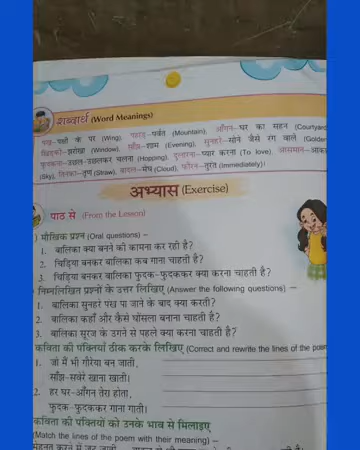 शब्दार्थ (Word Meanings)
पंख–पक्षी के पर (Wing), पहाड़–पर्वत (Mountain), आँगन–घर का सहन (Courtyard
खिड़की–झरोखा (Window), साँझ–शाम (Evening), सुनहरे–सोने जैसे रंग वाले (Golden
फुदकना–उछल-उछलकर चलना (Hopping), दुलारना–प्यार करना (To love), आसमान–आका
(Sky), तिनका–तृण (Straw), बादल–मेघ (Cloud), फौरन–तुरंत (Immediately)।
अभ्यास (Exercise)
पाठ से (From the Lesson)
) मौखिक प्रश्न (Oral questions) –
1. बालिका क्या बनने की कामना कर रही है?
2. चिड़िया बनकर बालिका कब गाना चाहती है?
3. चिड़िया बनकर बालिका फुदक-फुदककर क्या करना चाहती है?
निम्नलिखित प्रश्नों के उत्तर लिखिए (Answer the following questions) –
1. बालिका सुनहरे पंख पा जाने के बाद क्या करती?
2. बालिका कहाँ और कैसे घोंसला बनाना चाहती है?
3. बालिका सूरज के उगने से पहले क्या करना चाहती है?
कविता की पंक्तियाँ ठीक करके लिखिए (Correct and rewrite the lines of the poem
1. जो मैं भी गौरेया बन जाती,
साँझ-सवेरे खाना खाती।
2. हर घर-आँगन तेरा होता,
फुदक-फुदककर गाना गाती।
कविता की पंक्तियों को उनके भाव से मिलाइए
(Match the lines of the poem with their meaning) –